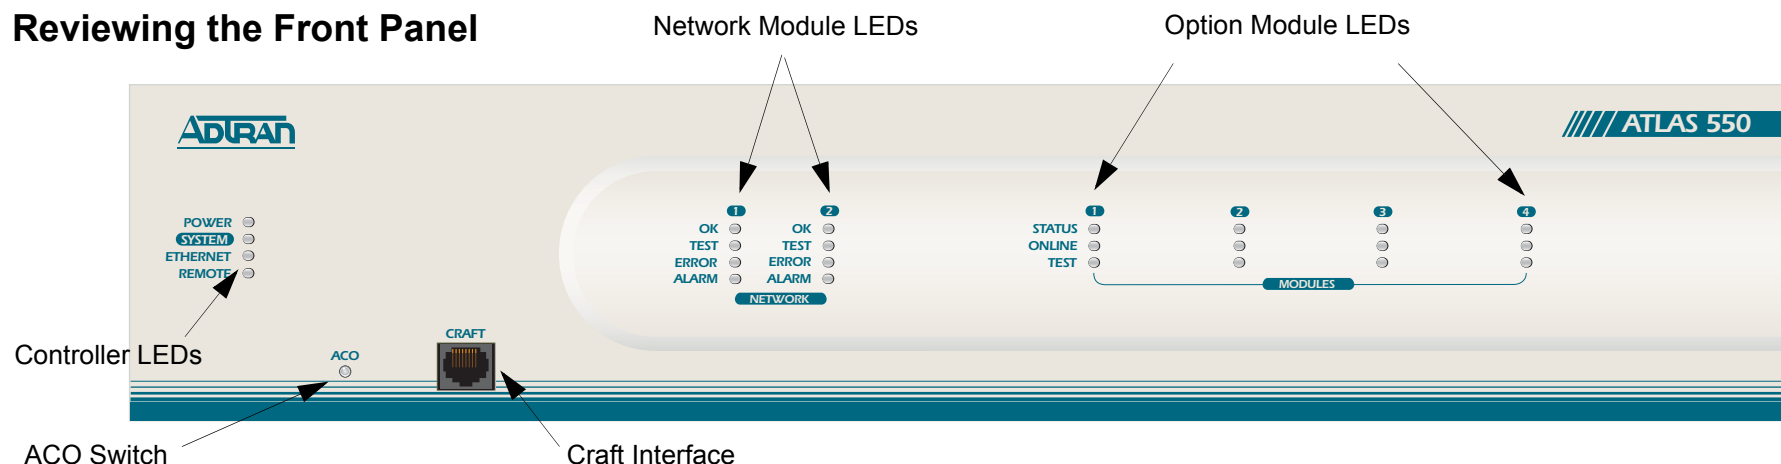 Reviewing the Front Panel
Network Module LEDs
Option Module LEDs
ADTRAN
ATLAS 550
1 2 1 2 3 4
POWER OK OK STATUS
SYSTEM TEST TEST ONLINE
ETHERNET ERROR ERROR TEST
REMOTE ALARM ALARM MODULES
NETWORK
CRAFT
Controller LEDs
ACO
ACO Switch
Craft Interface